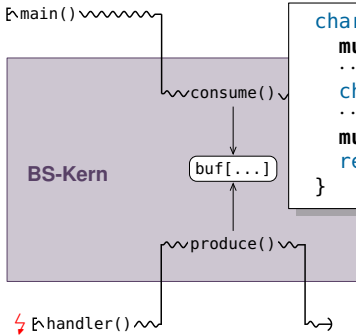 main()
char
mu
...
consume()
ch
...
mu
re
}
buf[...]
BS-Kern
produce()
handler()